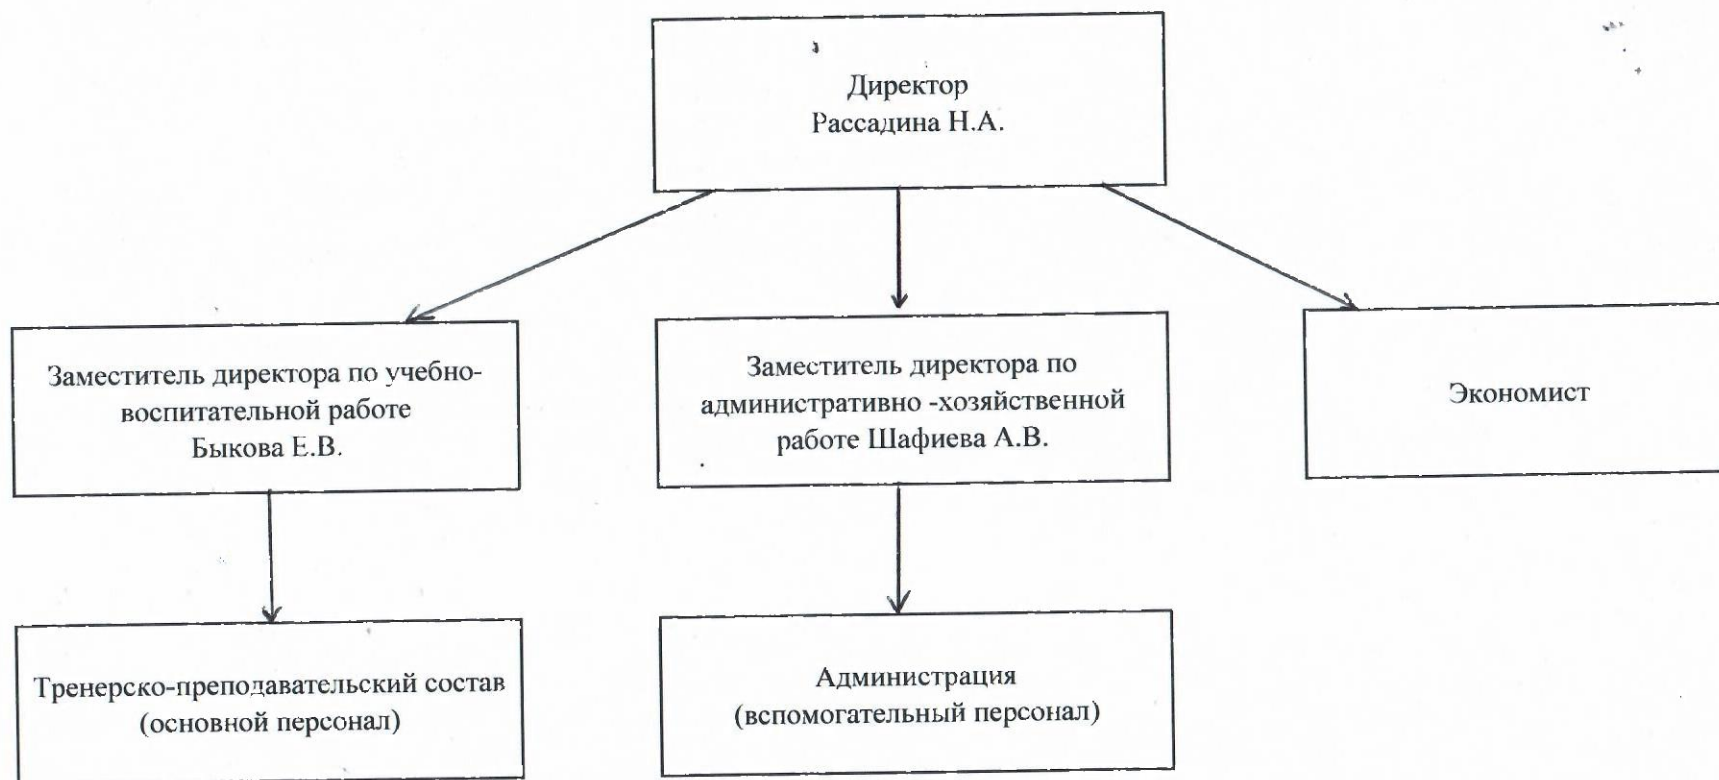 Директор
Рассадина Н.А.
Заместитель директора по учебно-
воспитательной работе
Быкова Е.В.
Заместитель директора по
административно -хозяйственной
работе Шафиева А.В.
Экономист
Тренерско-преподавательский состав
(основной персонал)
Администрация
(вспомогательный персонал)